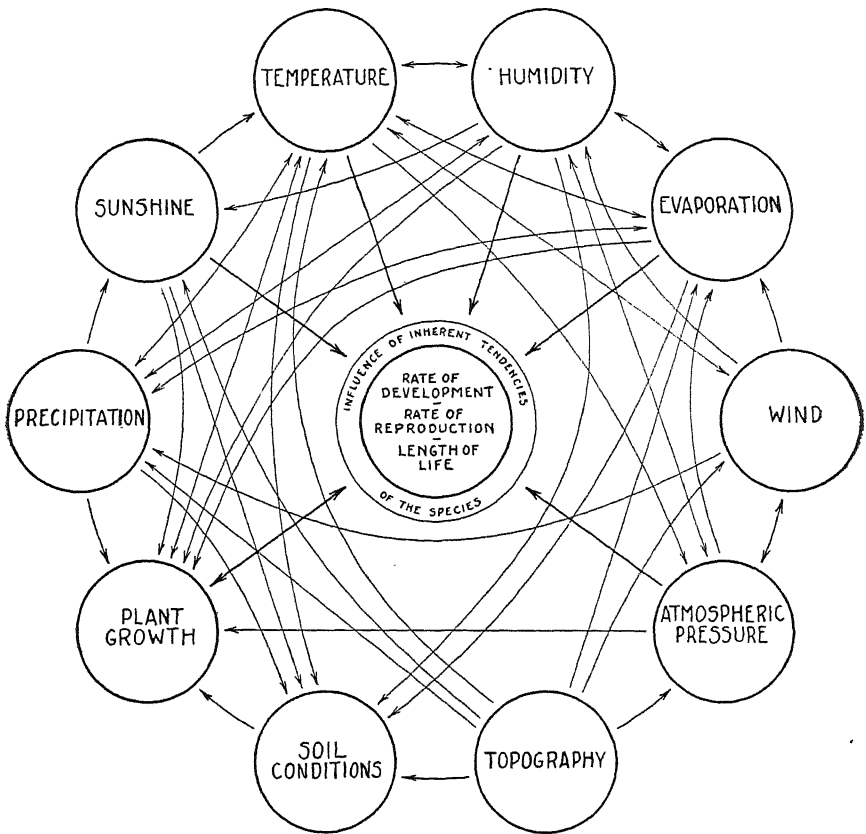 TEMPERATURE
HUMIDITY
SUNSHINE
EVAPORATION
INFLUENCE OF INHERENT TENDENCIES
RATE OF
DEVELOPMENT
–
RATE OF
REPRODUCTION
–
LENGTH OF
LIFE
OF THE SPECIES
PRECIPITATION
WIND
PLANT
GROWTH
ATMOSPHERIC
PRESSURE
SOIL
CONDITIONS
TOPOGRAPHY